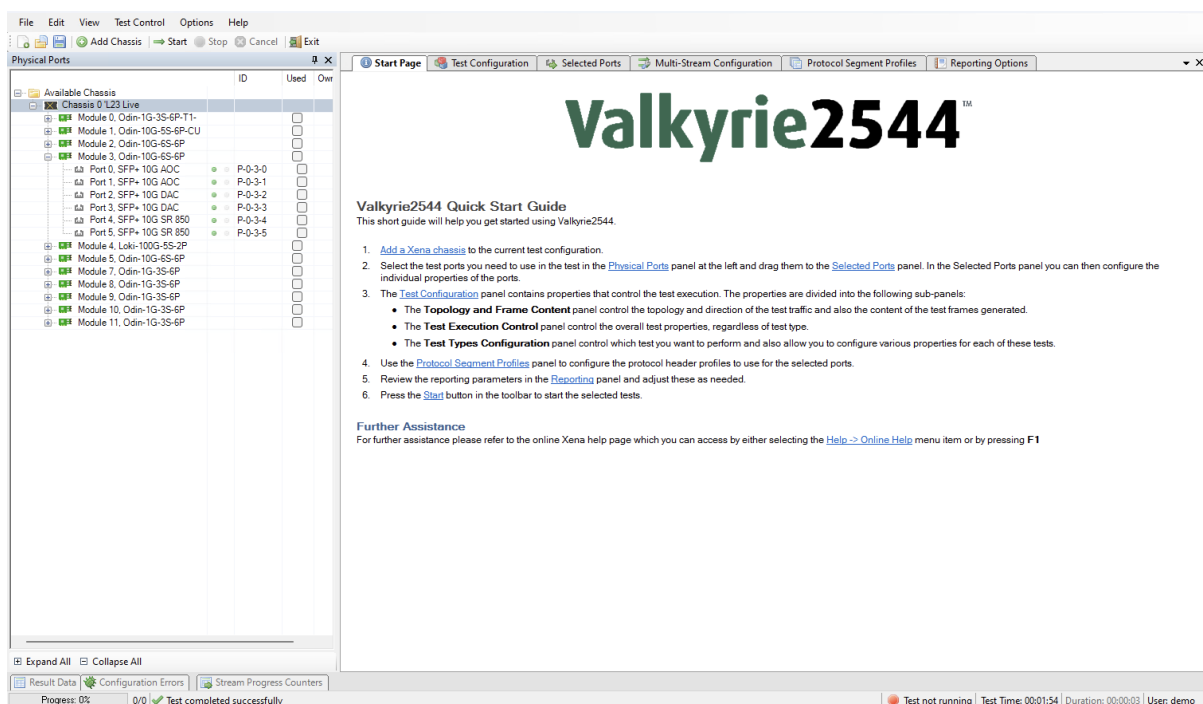 File Edit View Test Control Options Help
Add Chassis Start Stop Cancel Exit
Physical Ports
ID Used Owr
Available Chassis
Chassis 0 'L23 Live
Module 0, Odin-1G-3S-6P-T1-
Module 1, Odin-10G-5S-6P-CU
Module 2, Odin-10G-6S-6P
Module 3, Odin-10G-6S-6P
Port 0, SFP+ 10G AOC P-0-3-0
Port 1, SFP+ 10G AOC P-0-3-1
Port 2, SFP+ 10G DAC P-0-3-2
Port 3, SFP+ 10G DAC P-0-3-3
Port 4, SFP+ 10G SR 850 P-0-3-4
Port 5, SFP+ 10G SR 850 P-0-3-5
Module 4, Loki-100G-5S-2P
Module 5, Odin-10G-6S-6P
Module 7, Odin-1G-3S-6P
Module 8, Odin-1G-3S-6P
Module 9, Odin-1G-3S-6P
Module 10, Odin-1G-3S-6P
Module 11, Odin-1G-3S-6P
Expand All Collapse All
Start Page Test Configuration Selected Ports Multi-Stream Configuration Protocol Segment Profiles Reporting Options
Valkyrie2544™
Valkyrie2544 Quick Start Guide
This short guide will help you get started using Valkyrie2544.
1. Add a Xena chassis to the current test configuration.
2. Select the test ports you need to use in the test in the Physical Ports panel at the left and drag them to the Selected Ports panel. In the Selected Ports panel you can then configure the
individual properties of the ports.
3. The Test Configuration panel contains properties that control the test execution. The properties are divided into the following sub-panels:
• The Topology and Frame Content panel control the topology and direction of the test traffic and also the content of the test frames generated.
• The Test Execution Control panel control the overall test properties, regardless of test type.
• The Test Types Configuration panel control which test you want to perform and also allow you to configure various properties for each of these tests.
4. Use the Protocol Segment Profiles panel to configure the protocol header profiles to use for the selected ports.
5. Review the reporting parameters in the Reporting panel and adjust these as needed.
6. Press the Start button in the toolbar to start the selected tests.
Further Assistance
For further assistance please refer to the online Xena help page which you can access by either selecting the Help -> Online Help menu item or by pressing F1
Result Data Configuration Errors Stream Progress Counters
Progress: 0% 0/0 Test completed successfully Test not running Test Time: 00:01:54 Duration: 00:00:03 User: demo